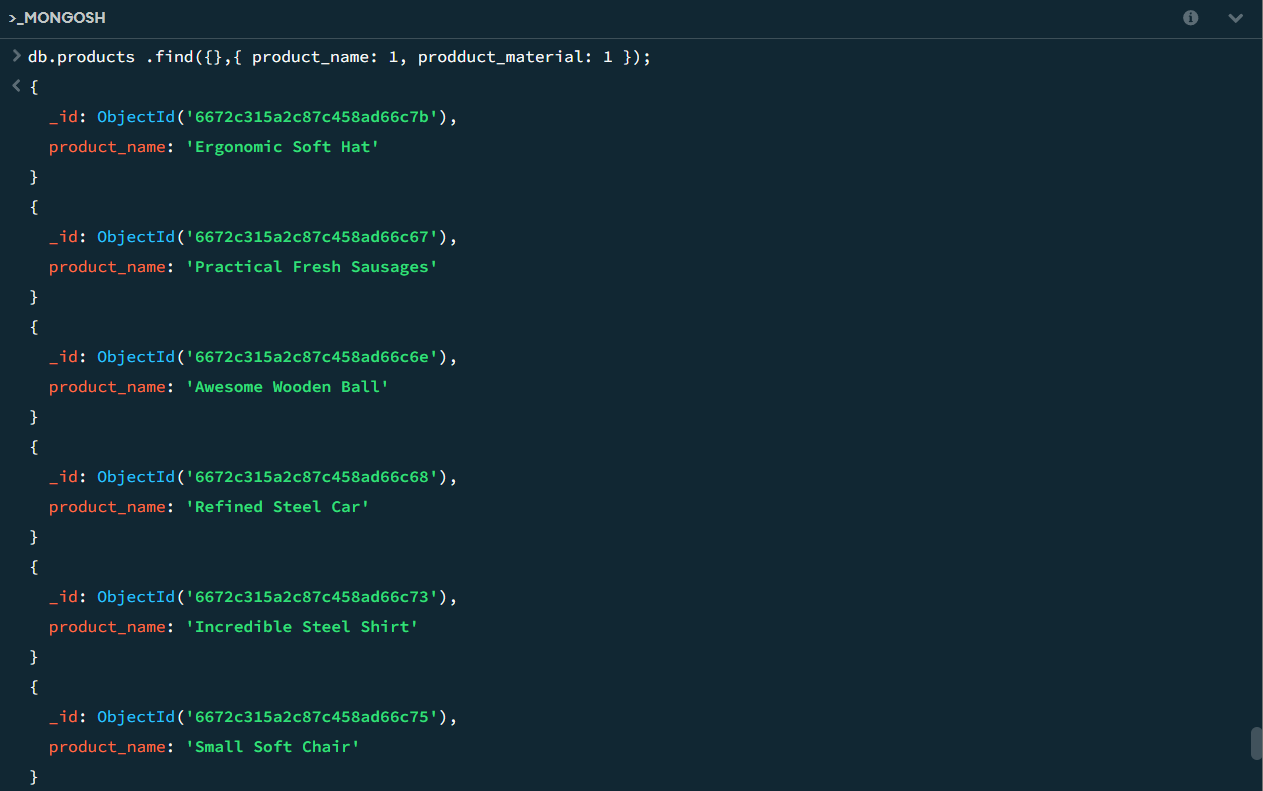 >_MONGOSH
> db.products .find({},{ product_name: 1, prodduct_material: 1 });
< {
_id: ObjectId('6672c315a2c87c458ad66c7b'),
product_name: 'Ergonomic Soft Hat'
}
{
_id: ObjectId('6672c315a2c87c458ad66c67'),
product_name: 'Practical Fresh Sausages'
}
{
_id: ObjectId('6672c315a2c87c458ad66c6e'),
product_name: 'Awesome Wooden Ball'
}
{
_id: ObjectId('6672c315a2c87c458ad66c68'),
product_name: 'Refined Steel Car'
}
{
_id: ObjectId('6672c315a2c87c458ad66c73'),
product_name: 'Incredible Steel Shirt'
}
{
_id: ObjectId('6672c315a2c87c458ad66c75'),
product_name: 'Small Soft Chair'
}